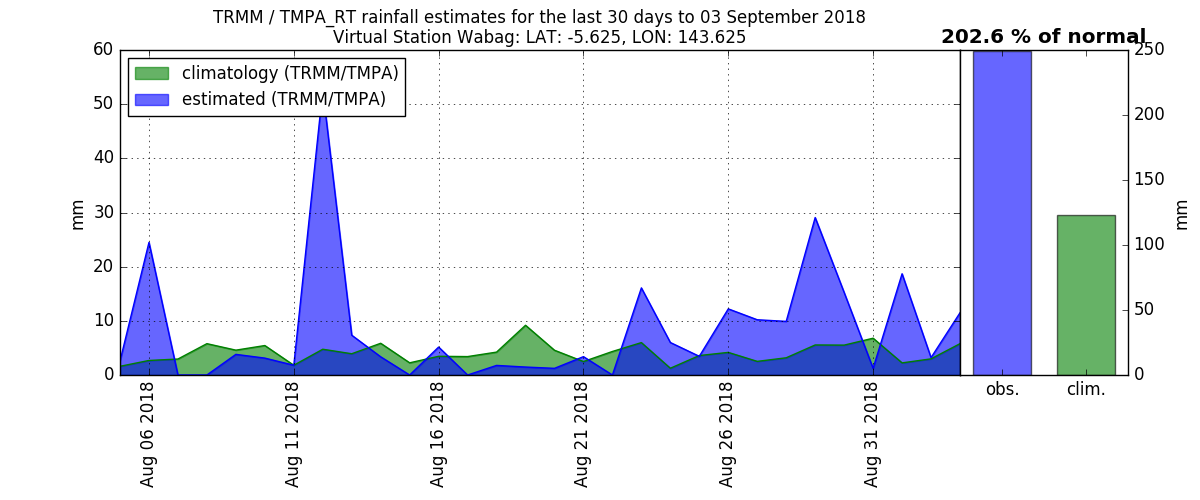 TRMM / TMPA_RT rainfall estimates for the last 30 days to 03 September 2018
Virtual Station Wabag: LAT: -5.625, LON: 143.625
202.6 % of normal
climatology (TRMM/TMPA)
estimated (TRMM/TMPA)
60
50
40
30
20
10
0
mm
Aug 06 2018
Aug 11 2018
Aug 16 2018
Aug 21 2018
Aug 26 2018
Aug 31 2018
obs.
clim.
250
200
150
100
50
0
mm